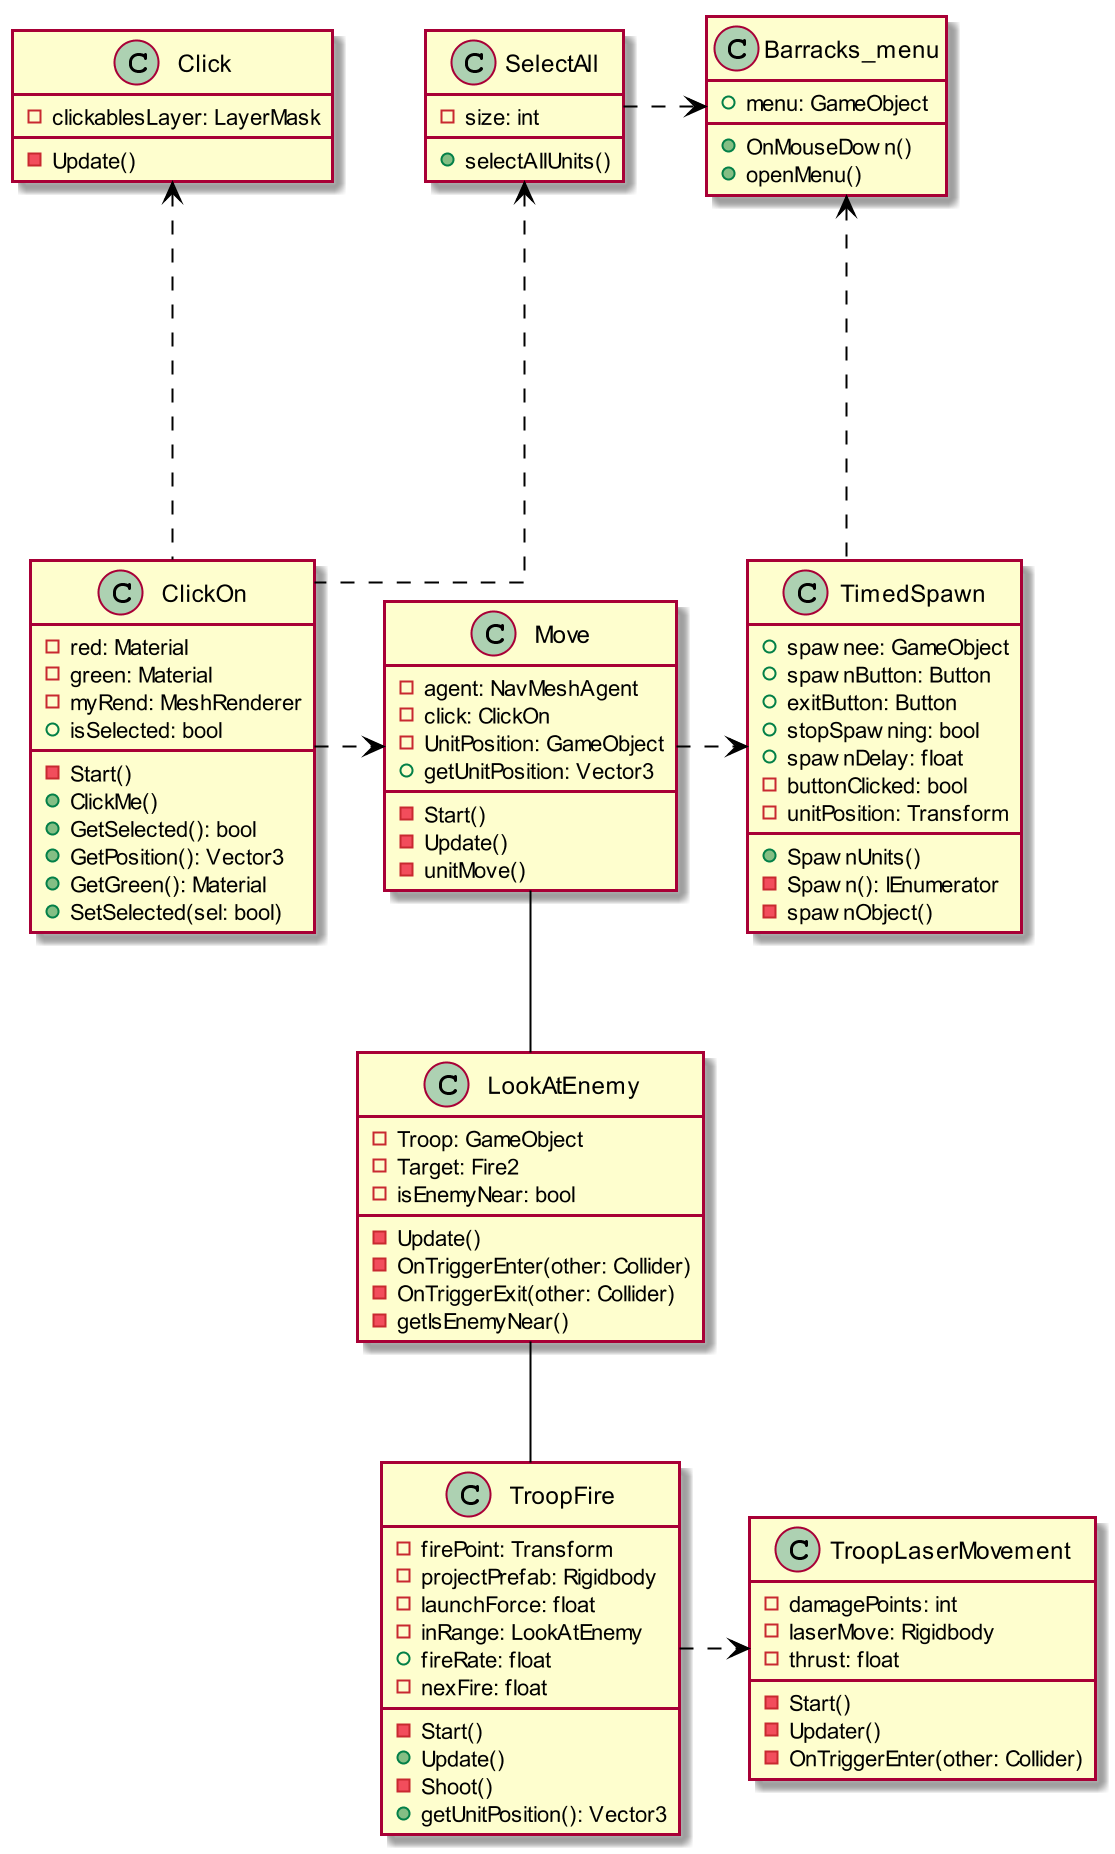 C Click
clickablesLayer: LayerMask
Update()
C SelectAll
size: int
selectAllUnits()
C Barracks_menu
menu: GameObject
OnMouseDown()
openMenu()
C ClickOn
red: Material
green: Material
myRend: MeshRenderer
isSelected: bool
Start()
ClickMe()
GetSelected(): bool
GetPosition(): Vector3
GetGreen(): Material
SetSelected(sel: bool)
C Move
agent: NavMeshAgent
click: ClickOn
UnitPosition: GameObject
getUnitPosition: Vector3
Start()
Update()
unitMove()
C TimedSpawn
spawnee: GameObject
spawnButton: Button
exitButton: Button
stopSpawning: bool
spawnDelay: float
buttonClicked: bool
unitPosition: Transform
SpawnUnits()
Spawn(): IEnumerator
spawnObject()
C LookAtEnemy
Troop: GameObject
Target: Fire2
isEnemyNear: bool
Update()
OnTriggerEnter(other: Collider)
OnTriggerExit(other: Collider)
getIsEnemyNear()
C TroopFire
firePoint: Transform
projectPrefab: Rigidbody
launchForce: float
inRange: LookAtEnemy
fireRate: float
nexFire: float
Start()
Update()
Shoot()
getUnitPosition(): Vector3
C TroopLaserMovement
damagePoints: int
laserMove: Rigidbody
thrust: float
Start()
Updater()
OnTriggerEnter(other: Collider)